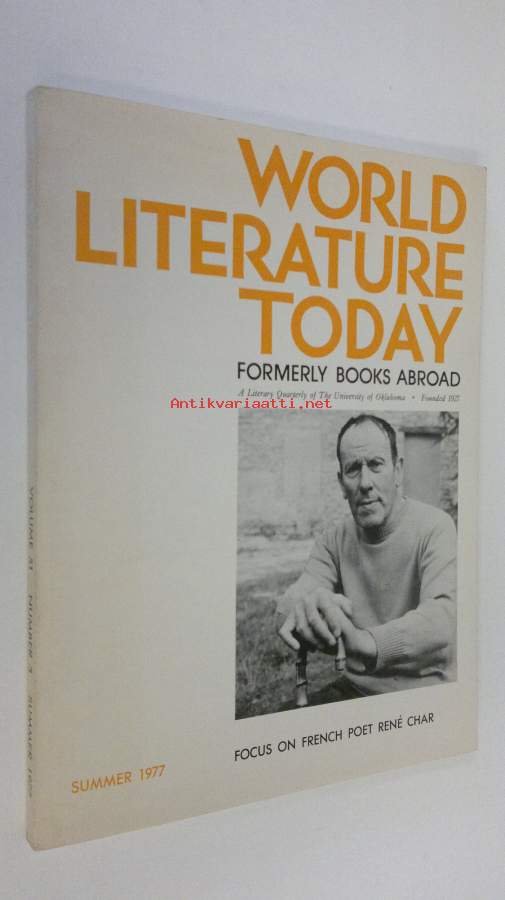 WORLD
LITERATURE
TODAY
FORMERLY BOOKS ABROAD
A Literary Quarterly of The University of Oklahoma • Founded 1927
Antikvariaatti.net
FOCUS ON FRENCH POET RENÉ CHAR
SUMMER 1977
VOLUME 51 NUMBER 3 SUMMER 1977